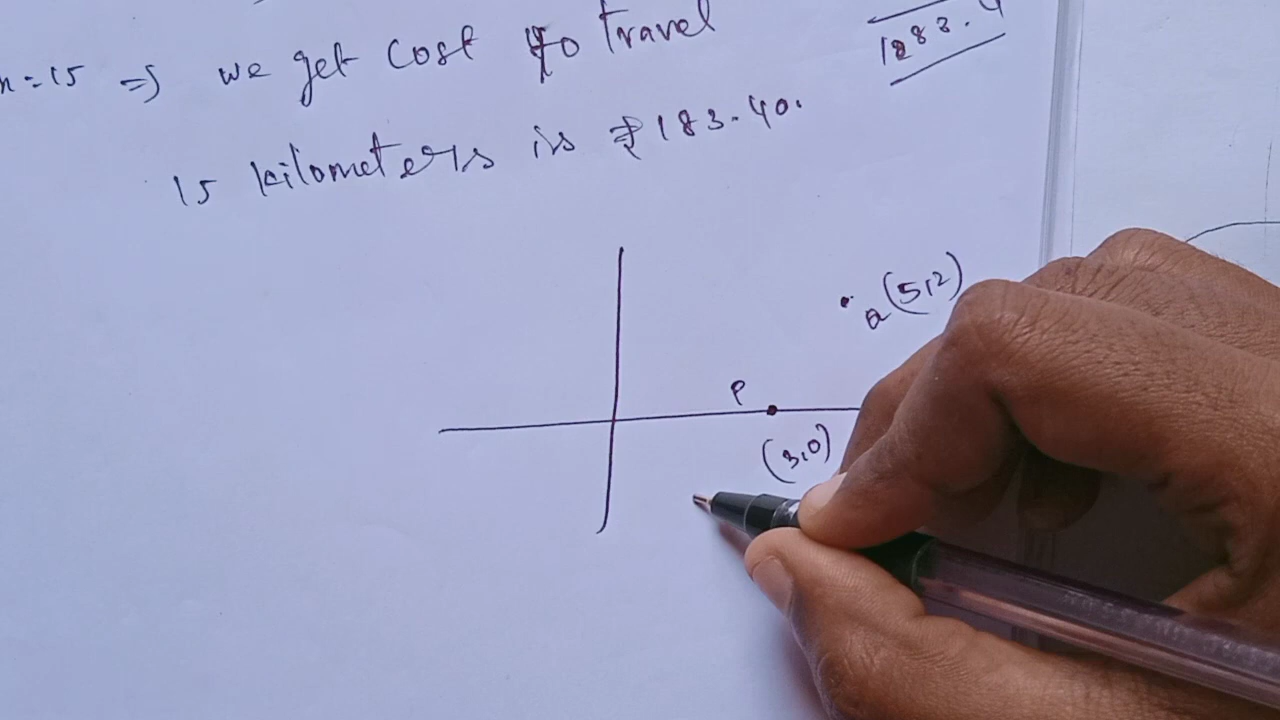 n=15 => we get cost to travel
1283.4
15 kilometers is ₹183.40.
Q(5,2)
P
(3,0)